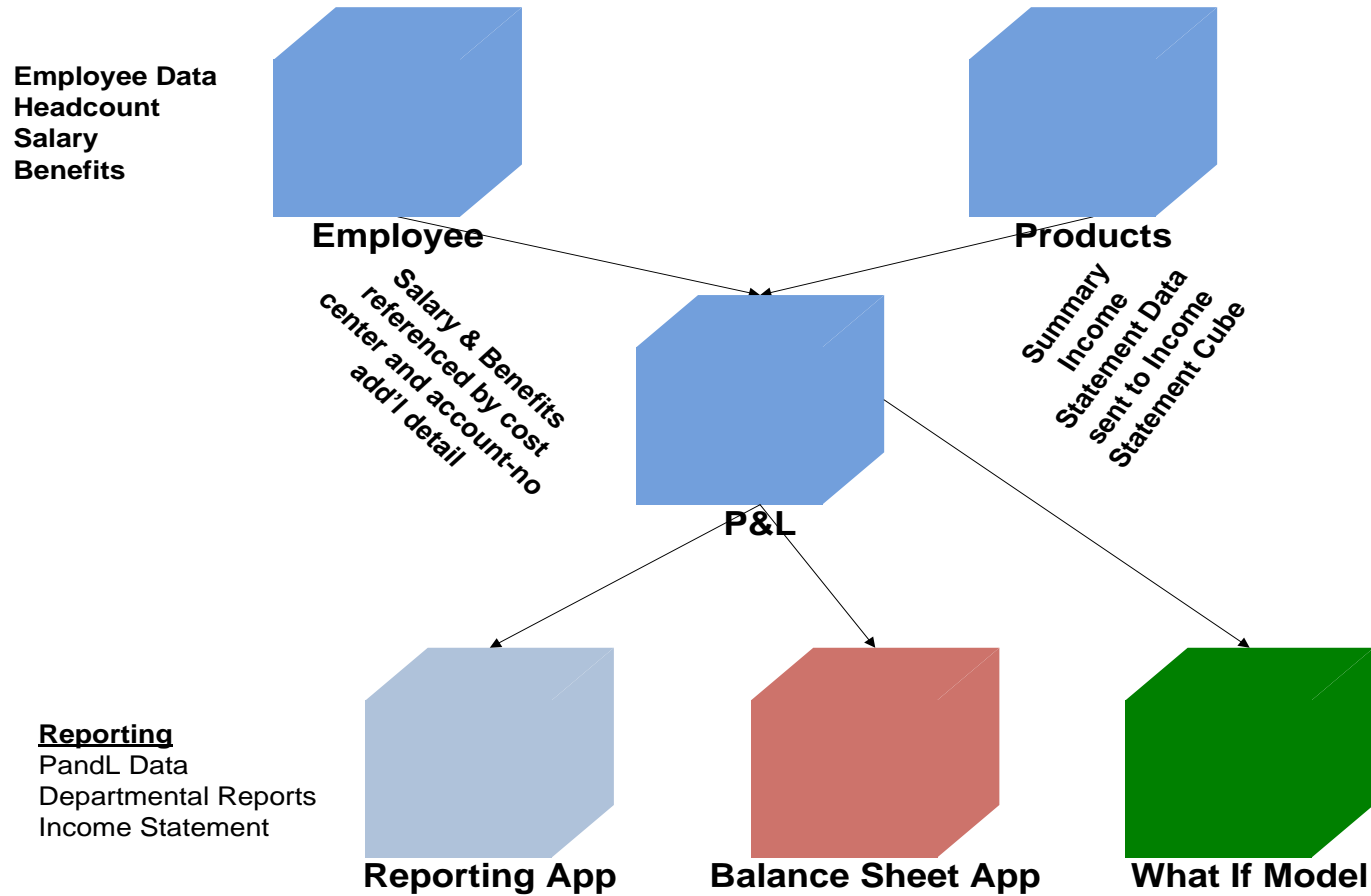 Employee Data
Headcount
Salary
Benefits
Employee
Products
Salary & Benefits
referenced by cost
center and account-no
add’l detail
Summary
Income
Statement Data
sent to Income
Statement Cube
P&L
Reporting
PandL Data
Departmental Reports
Income Statement
Reporting App
Balance Sheet App
What If Model